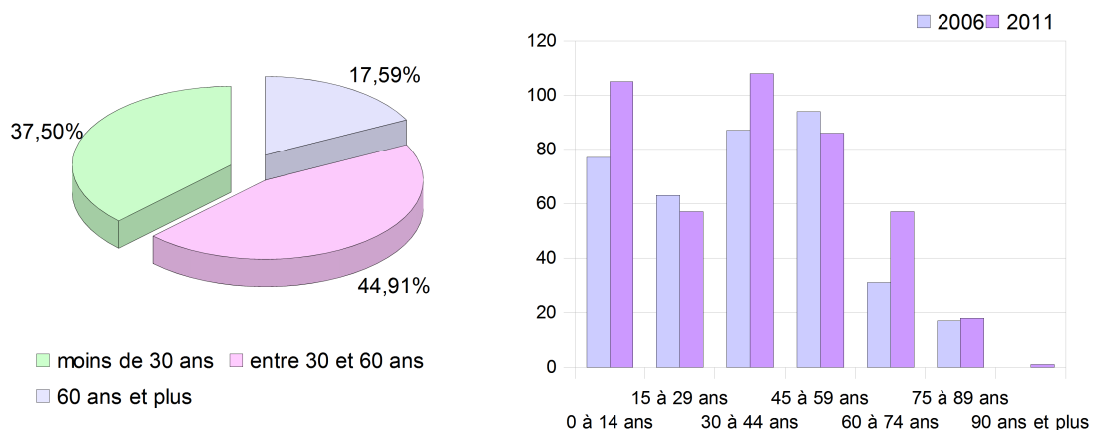 17,59%
37,50%
44,91%
moins de 30 ans entre 30 et 60 ans
60 ans et plus
2006 2011
120
100
80
60
40
20
0
15 à 29 ans 45 à 59 ans 75 à 89 ans
0 à 14 ans 30 à 44 ans 60 à 74 ans 90 ans et plus